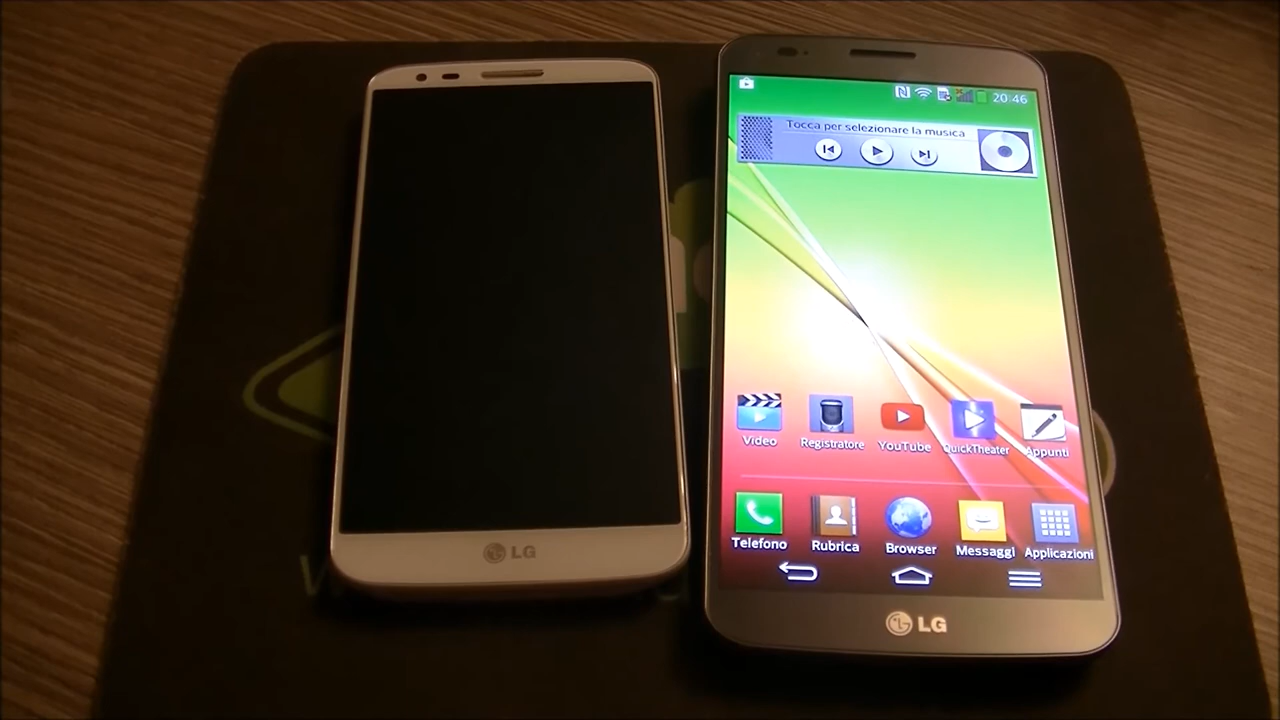 20.46
Tocca per selezionare la musica
Video
Registratore
YouTube
QuickTheater
Appunti
Telefono
Rubrica
Browser
Messaggi
Applicazioni
LG
LG